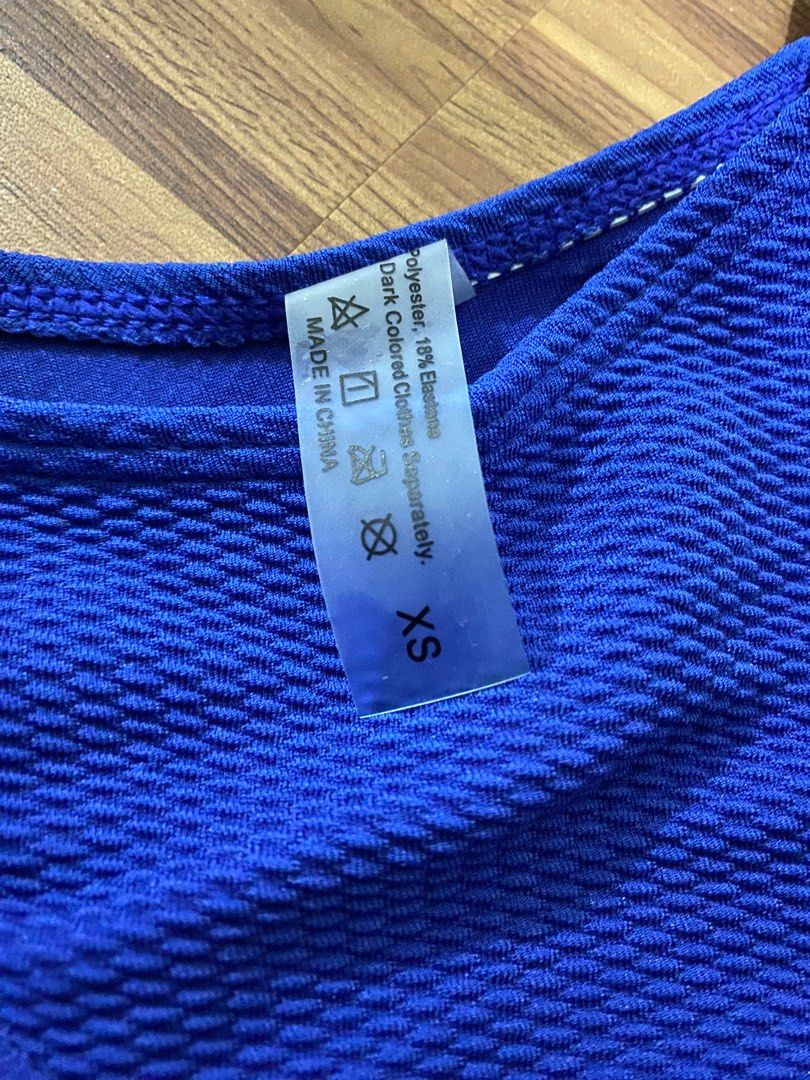 Polyester, 18% Elastane
Dark Colored Clothes Separately.
MADE IN CHINA
XS